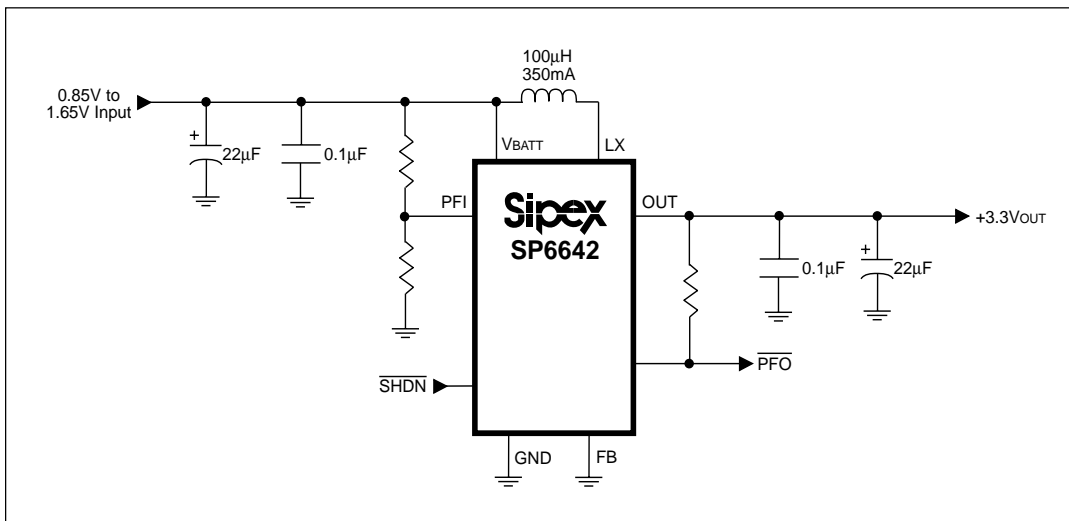 100μH
350mA
0.85V to
1.65V Input
+
22μF
0.1μF
VBATT
LX
PFI
Sipex
SP6642
OUT
+3.3VOUT
0.1μF
+
22μF
SHDN
PFO
GND
FB